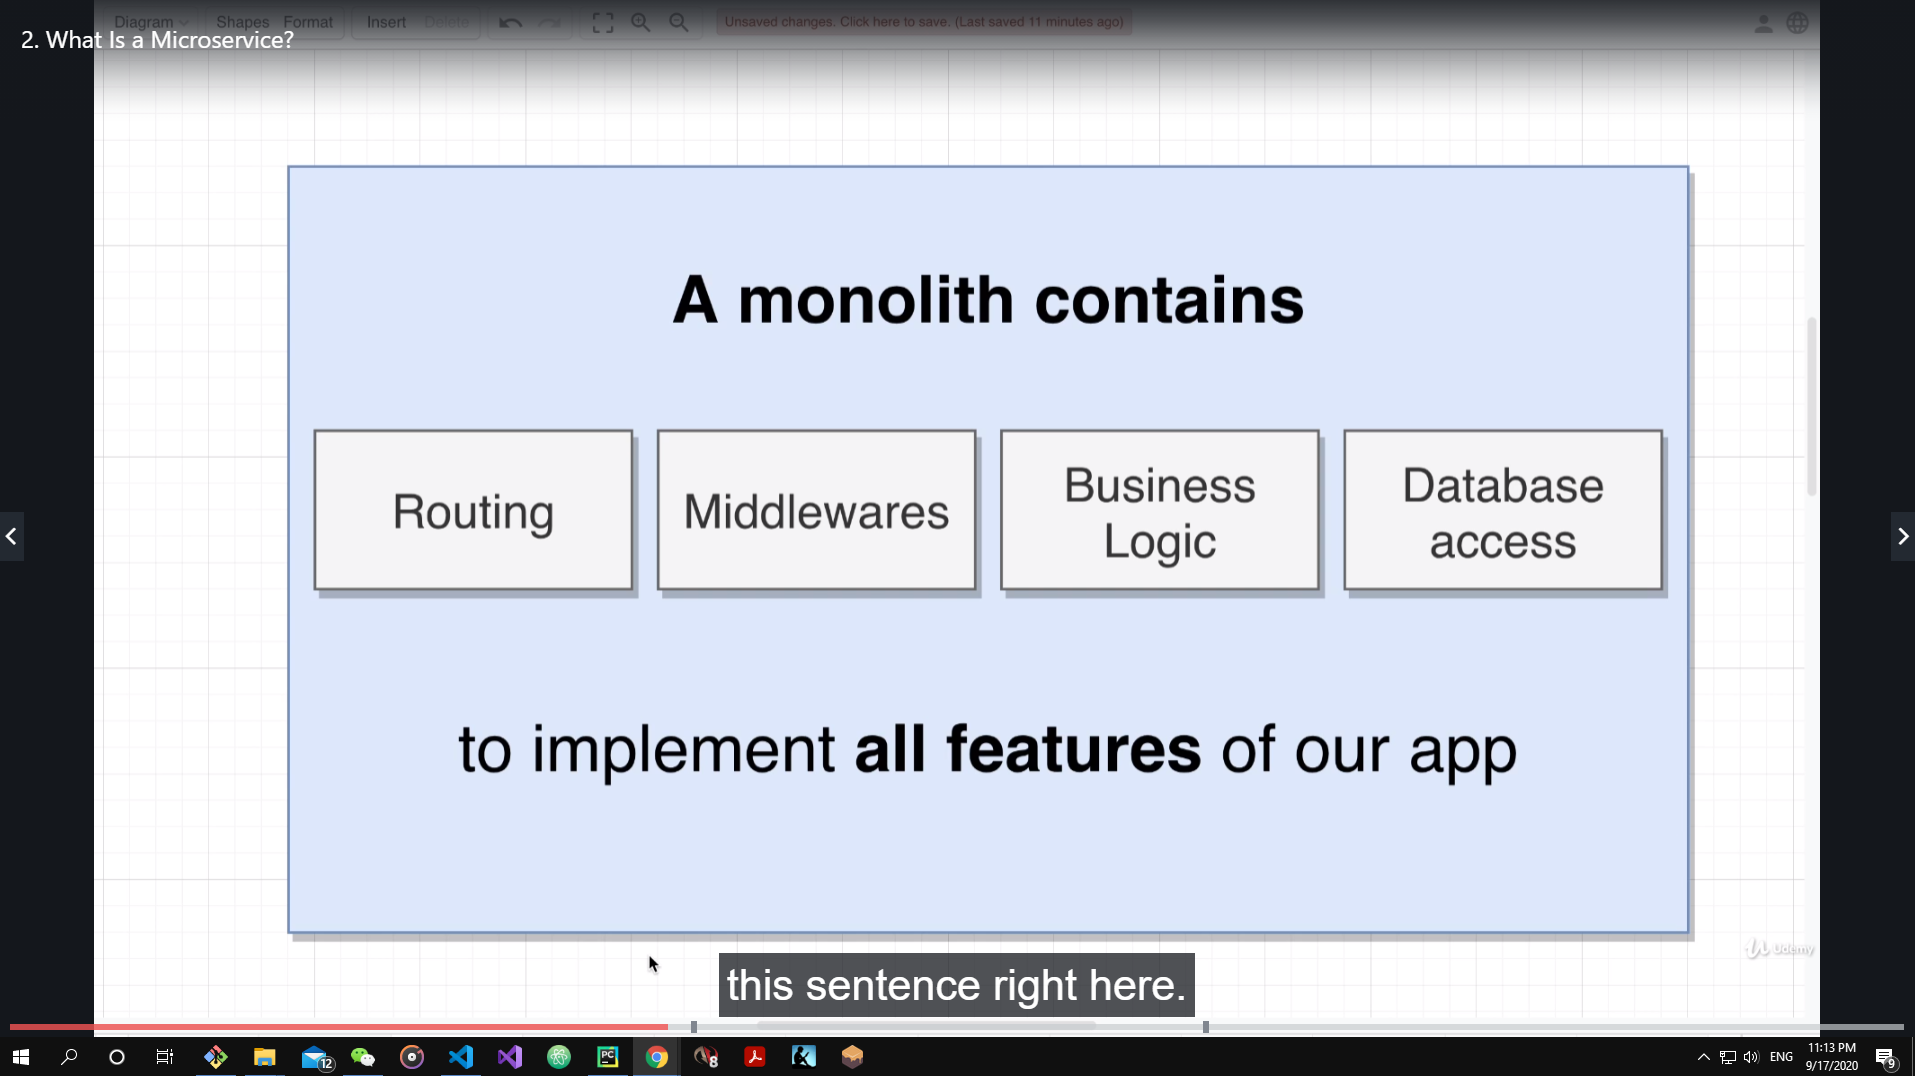 Diagram Shapes Format Insert Delete Unsaved changes. Click here to save. (Last saved 11 minutes ago)
2. What Is a Microservice?
A monolith contains
Routing
Middlewares
Business
Logic
Database
access
to implement all features of our app
Udemy
this sentence right here.
12
PC
8
ENG
11:13 PM
9/17/2020
9